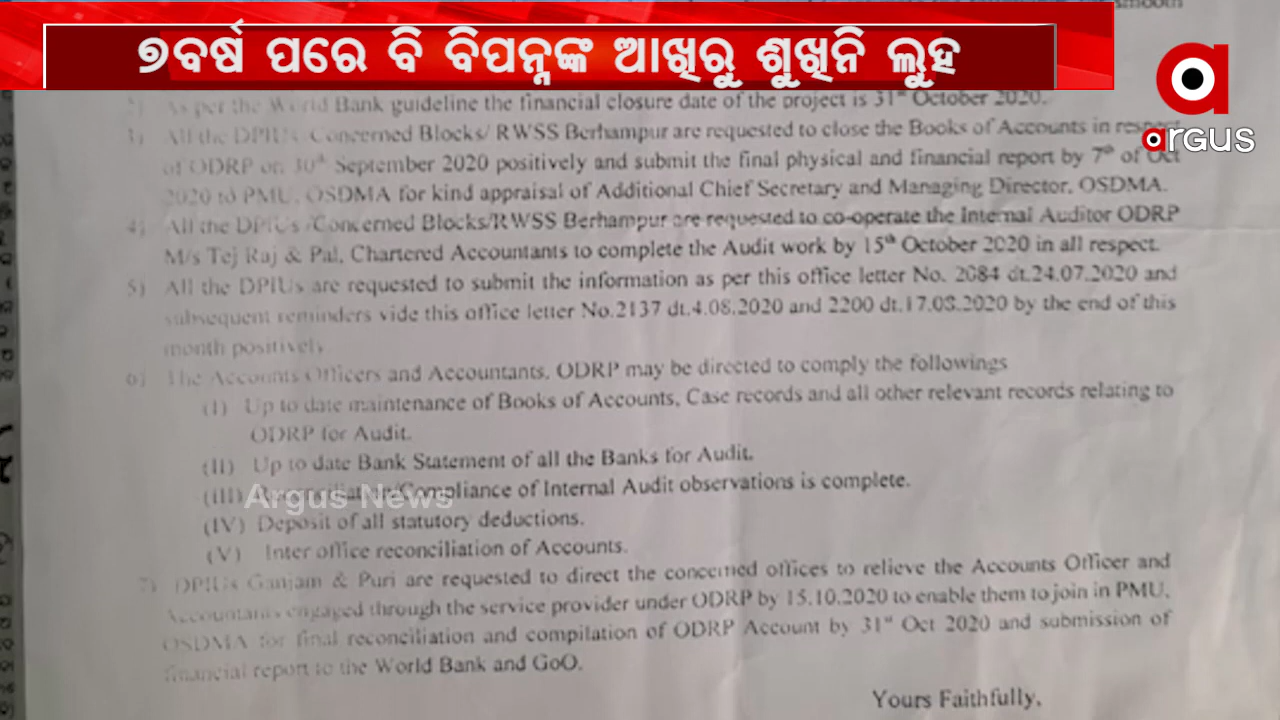 ୭ବର୍ଷ ପରେ ବି ବିପନ୍ନଙ୍କ ଆଖିରୁ ଶୁଖିନି ଲୁହ
argus
2) As per the World Bank guideline the financial closure date of the project is 31st October 2020.
3) All the DPIUs Concerned Blocks/ RWSS Berhampur are requested to close the Books of Accounts in respect
of ODRP on 30th September 2020 positively and submit the final physical and financial report by 7th of Oct
2020 to PMU, OSDMA for kind appraisal of Additional Chief Secretary and Managing Director, OSDMA.
4) All the DPIUs /Concerned Blocks/RWSS Berhampur are requested to co-operate the Internal Auditor ODRP
M/s Tej Raj & Pal, Chartered Accountants to complete the Audit work by 15th October 2020 in all respect.
5) All the DPIUs are requested to submit the information as per this office letter No. 2084 dt.24.07.2020 and
subsequent reminders vide this office letter No.2137 dt.4.08.2020 and 2200 dt.17.08.2020 by the end of this
month positively
6) The Accounts Officers and Accountants, ODRP may be directed to comply the followings
(I) Up to date maintenance of Books of Accounts, Case records and all other relevant records relating to
ODRP for Audit.
(II) Up to date Bank Statement of all the Banks for Audit.
(III) /Compliance of Internal Audit observations is complete.
Argus News
(IV) Deposit of all statutory deductions.
(V) Inter office reconciliation of Accounts.
7) DPIUs Ganjam & Puri are requested to direct the concerned offices to relieve the Accounts Officer and
Accountants engaged through the service provider under ODRP by 15.10.2020 to enable them to join in PMU,
OSDMA for final reconciliation and compilation of ODRP Account by 31st Oct 2020 and submission of
financial report to the World Bank and GoO.
Yours Faithfully,